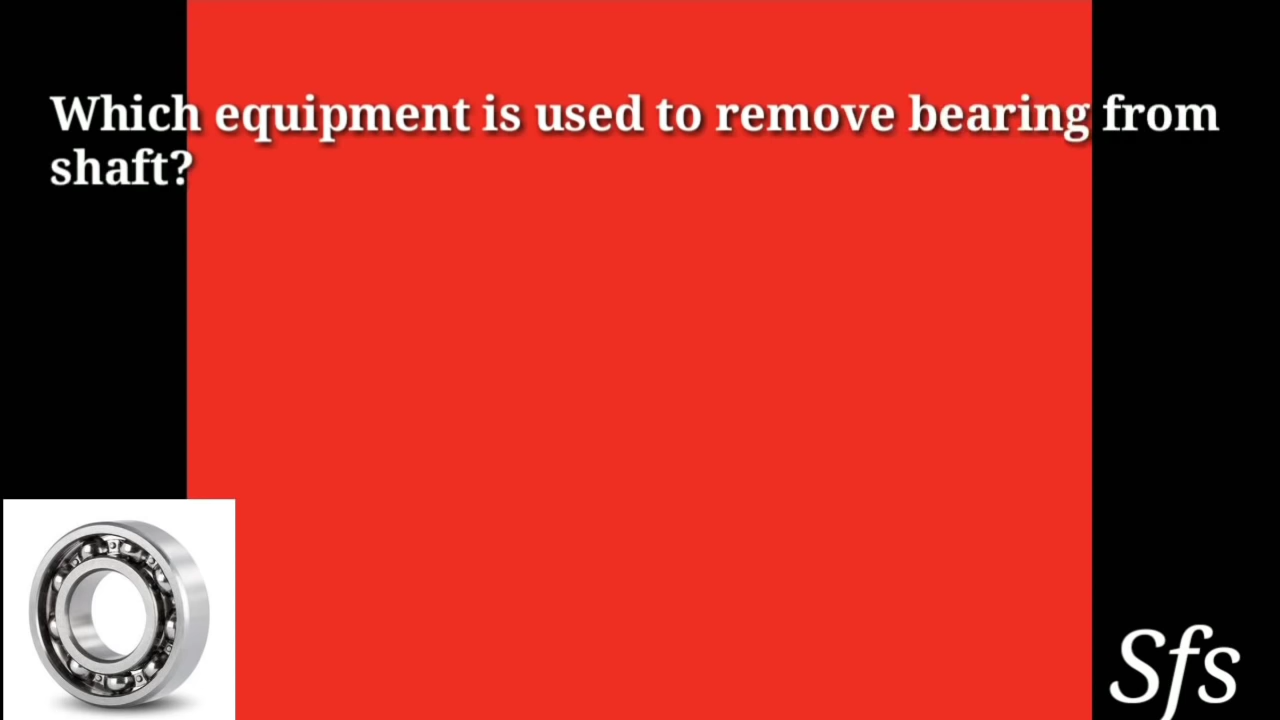 Which equipment is used to remove bearing from
shaft?
Sfs